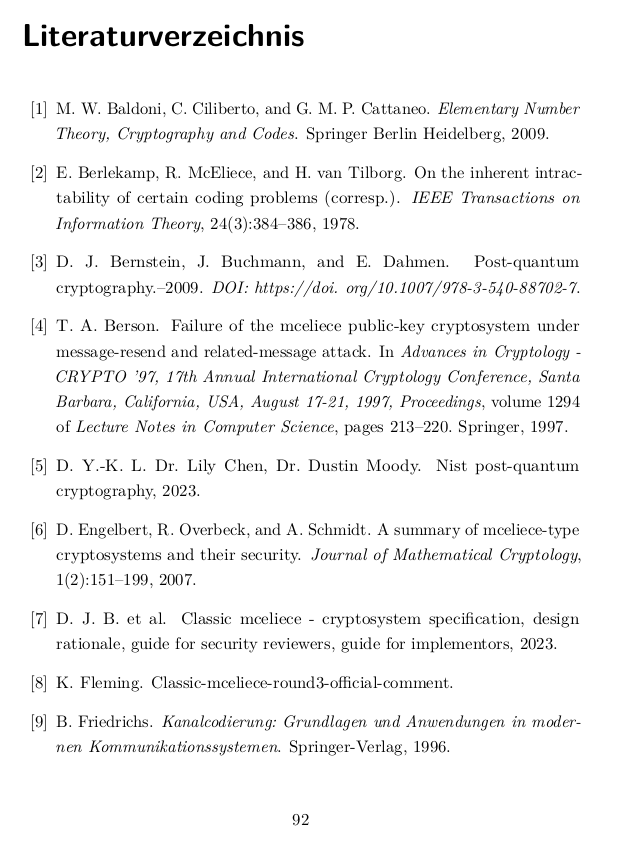 Literaturverzeichnis
[1] M. W. Baldoni, C. Ciliberto, and G. M. P. Cattaneo. Elementary Number
Theory, Cryptography and Codes. Springer Berlin Heidelberg, 2009.
[2] E. Berlekamp, R. McEliece, and H. van Tilborg. On the inherent intrac-
tability of certain coding problems (corresp.). IEEE Transactions on
Information Theory, 24(3):384–386, 1978.
[3] D. J. Bernstein, J. Buchmann, and E. Dahmen. Post-quantum
cryptography.–2009. DOI: https://doi. org/10.1007/978-3-540-88702-7.
[4] T. A. Berson. Failure of the mceliece public-key cryptosystem under
message-resend and related-message attack. In Advances in Cryptology -
CRYPTO ’97, 17th Annual International Cryptology Conference, Santa
Barbara, California, USA, August 17-21, 1997, Proceedings, volume 1294
of Lecture Notes in Computer Science, pages 213–220. Springer, 1997.
[5] D. Y.-K. L. Dr. Lily Chen, Dr. Dustin Moody. Nist post-quantum
cryptography, 2023.
[6] D. Engelbert, R. Overbeck, and A. Schmidt. A summary of mceliece-type
cryptosystems and their security. Journal of Mathematical Cryptology,
1(2):151–199, 2007.
[7] D. J. B. et al. Classic mceliece - cryptosystem specification, design
rationale, guide for security reviewers, guide for implementors, 2023.
[8] K. Fleming. Classic-mceliece-round3-official-comment.
[9] B. Friedrichs. Kanalcodierung: Grundlagen und Anwendungen in moder-
nen Kommunikationssystemen. Springer-Verlag, 1996.
92